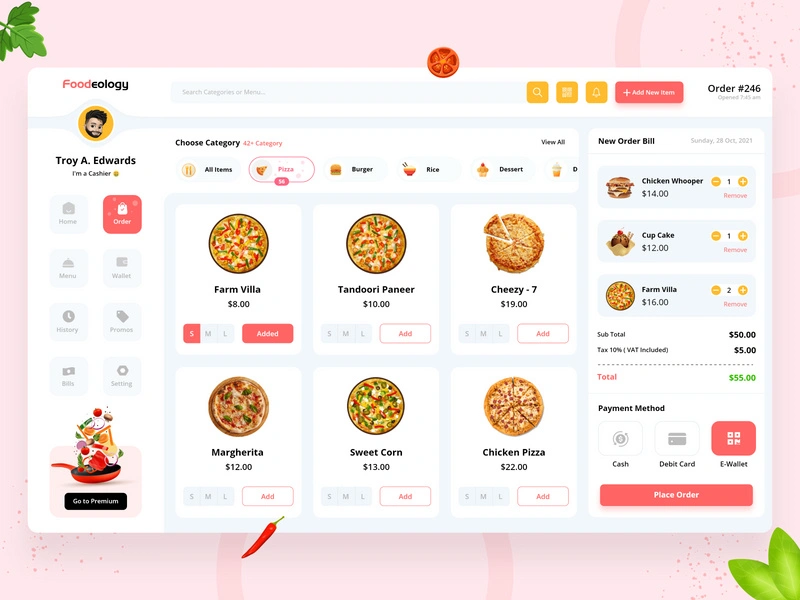 Foodeology
Search Categories or Menu...
Add New Item
Order #246
Opened 7:45 am
Troy A. Edwards
I'm a Cashier
Home
Order
Menu
Wallet
History
Promos
Bills
Setting
Go to Premium
Choose Category 42+ Category
View All
All Items
Pizza
56
Burger
Rice
Dessert
D
Farm Villa
$8.00
S M L
Added
Tandoori Paneer
$10.00
S M L
Add
Cheezy - 7
$19.00
S M L
Add
Margherita
$12.00
S M L
Add
Sweet Corn
$13.00
S M L
Add
Chicken Pizza
$22.00
S M L
Add
New Order Bill
Sunday, 28 Oct, 2021
Chicken Whooper
1
$14.00
Remove
Cup Cake
1
$12.00
Remove
Farm Villa
2
$16.00
Remove
Sub Total $50.00
Tax 10% ( VAT Included) $5.00
Total $55.00
Payment Method
Cash
Debit Card
E-Wallet
Place Order